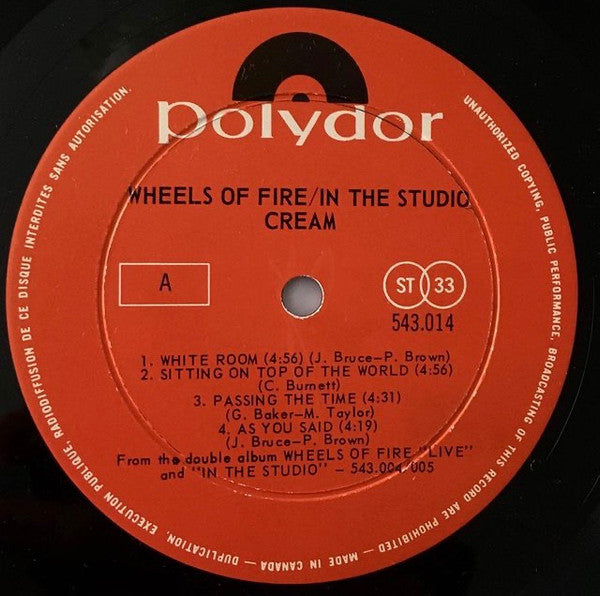 polydor
WHEELS OF FIRE/IN THE STUDIO
CREAM
A
ST 33
543.014
1. WHITE ROOM (4:56) (J. Bruce-P. Brown)
2. SITTING ON TOP OF THE WORLD (4:56)
(C. Burnett)
3. PASSING THE TIME (4:31)
(G. Baker-M. Taylor)
4. AS YOU SAID (4:19)
(J. Bruce-P. Brown)
From the double album WHEELS OF FIRE "LIVE"
and "IN THE STUDIO" - 543.004/005
UNAUTHORIZED COPYING, PUBLIC PERFORMANCE, BROADCASTING OF THIS RECORD ARE PROHIBITED — MADE IN CANADA — DUPLICATION, EXECUTION PUBLIQUE, RADIODIFFUSION DE CE DISQUE INTERDITES SANS AUTORISATION.